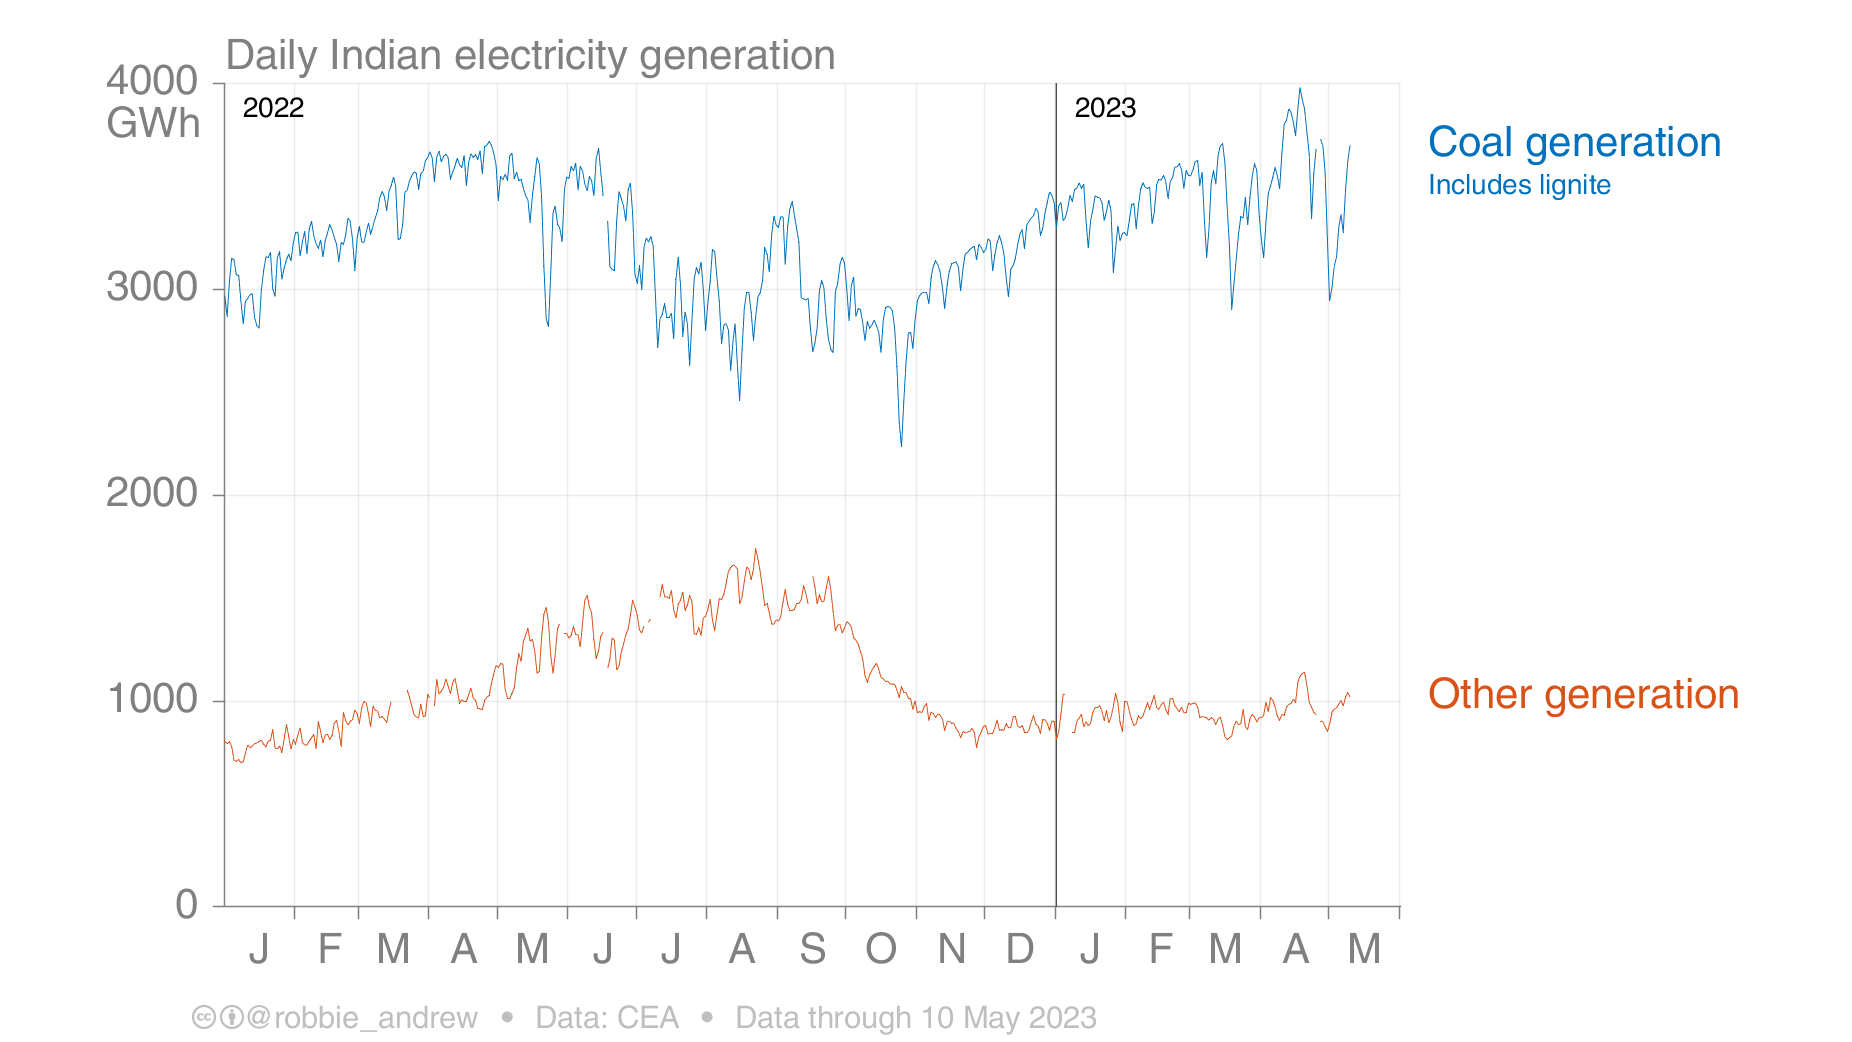 Daily Indian electricity generation
4000
GWh
2022
2023
Coal generation
Includes lignite
3000
2000
1000
Other generation
0
J F M A M J J A S O N D J F M A M
@robbie_andrew • Data: CEA • Data through 10 May 2023